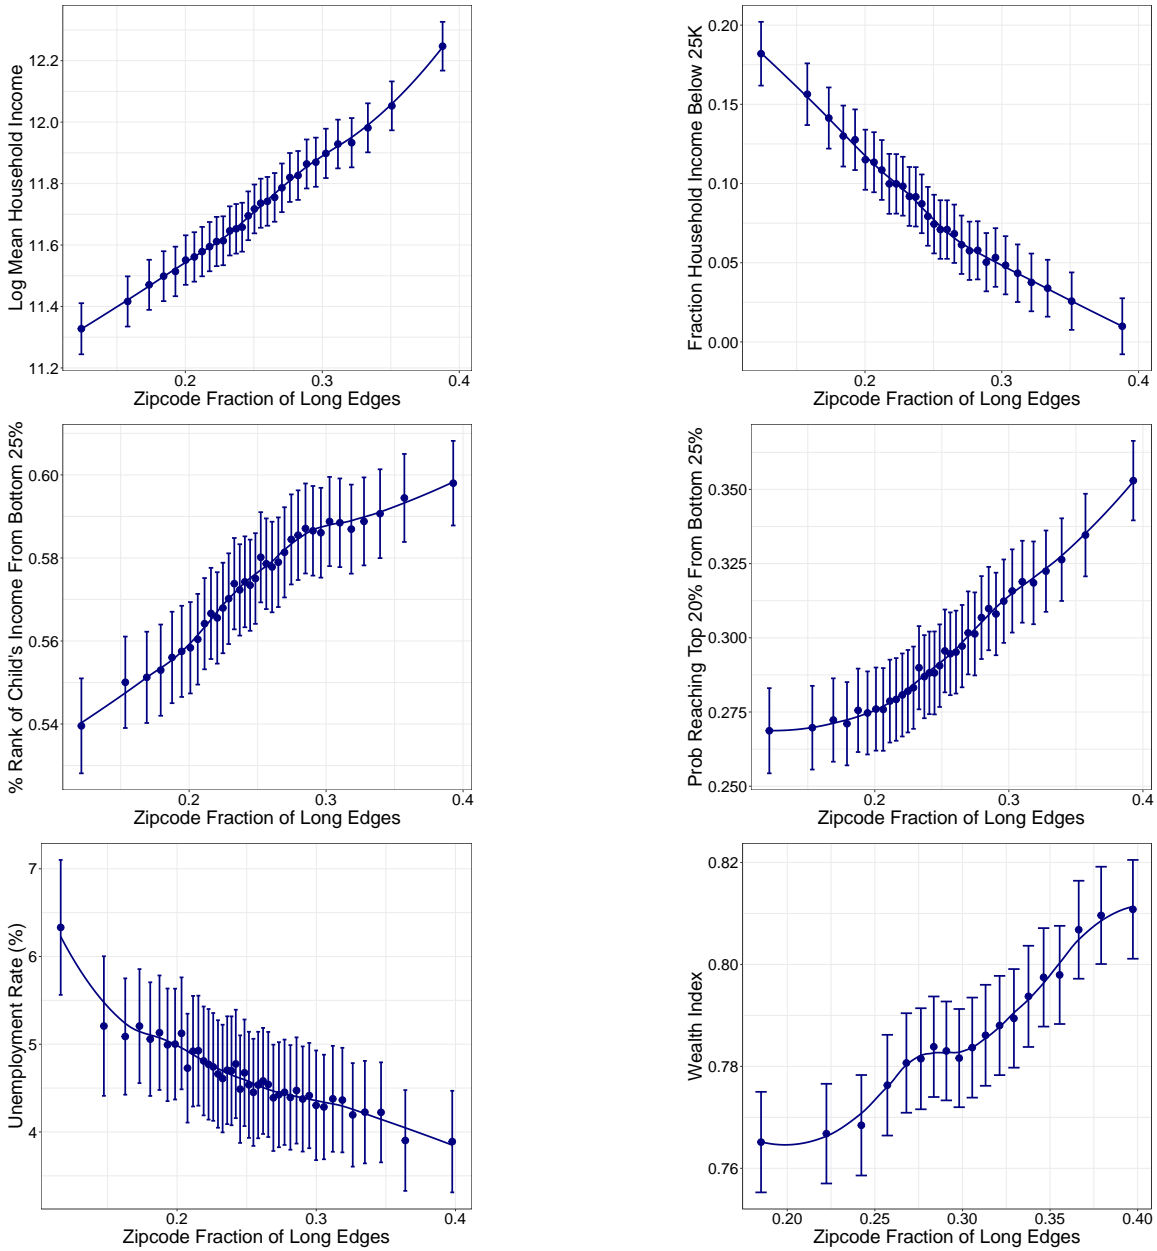 Log Mean Household Income
12.2
12.0
11.8
11.6
11.4
11.2
0.2 0.3 0.4
Zipcode Fraction of Long Edges
Fraction Household Income Below 25K
0.20
0.15
0.10
0.05
0.00
0.2 0.3 0.4
Zipcode Fraction of Long Edges
% Rank of Child's Income From Bottom 25%
0.60
0.58
0.56
0.54
0.2 0.3 0.4
Zipcode Fraction of Long Edges
Prob Reaching Top 20% From Bottom 25%
0.350
0.325
0.300
0.275
0.250
0.2 0.3 0.4
Zipcode Fraction of Long Edges
Unemployment Rate (%)
7
6
5
4
0.2 0.3 0.4
Zipcode Fraction of Long Edges
Wealth Index
0.82
0.80
0.78
0.76
0.20 0.25 0.30 0.35 0.40
Zipcode Fraction of Long Edges